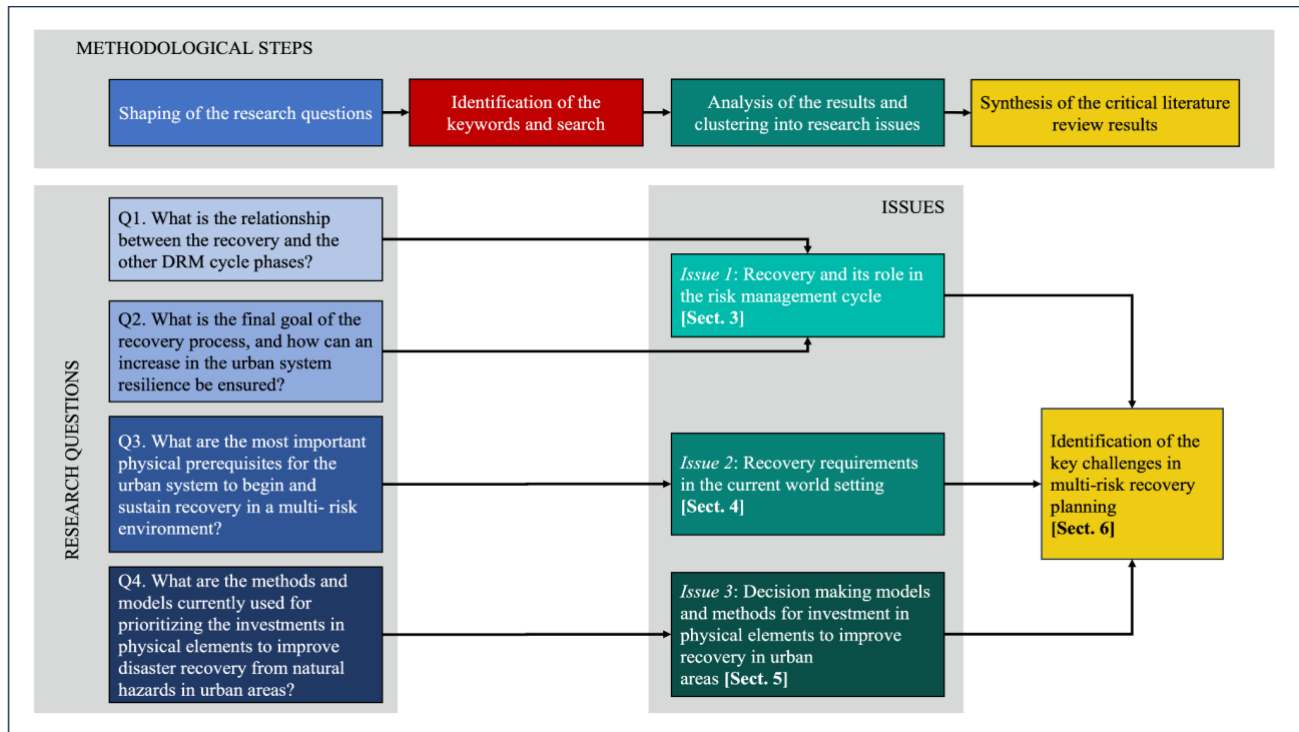 METHODOLOGICAL STEPS
Shaping of the research questions
Identification of the
keywords and search
Analysis of the results and
clustering into research issues
Synthesis of the critical literature
review results
RESEARCH QUESTIONS
Q1. What is the relationship
between the recovery and the
other DRM cycle phases?
Q2. What is the final goal of the
recovery process, and how can an
increase in the urban system
resilience be ensured?
Q3. What are the most important
physical prerequisites for the
urban system to begin and
sustain recovery in a multi- risk
environment?
Q4. What are the methods and
models currently used for
prioritizing the investments in
physical elements to improve
disaster recovery from natural
hazards in urban areas?
ISSUES
Issue 1: Recovery and its role in
the risk management cycle
[Sect. 3]
Issue 2: Recovery requirements
in the current world setting
[Sect. 4]
Issue 3: Decision making models
and methods for investment in
physical elements to improve
recovery in urban
areas [Sect. 5]
Identification of the
key challenges in
multi-risk recovery
planning
[Sect. 6]